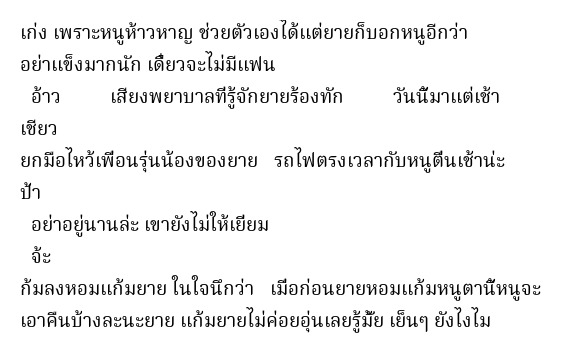 เก่ง เพราะหนูห้าวหาญ ช่วยตัวเองได้แต่ยายก็บอกหนูอีกว่า
อย่าแข็งมากนัก เดี๋ยวจะไม่มีแฟน
อ้าว เสียงพยาบาลที่รู้จักยายร้องทัก วันนี้มาแต่เช้า
เชียว
ยกมือไหว้เพื่อนรุ่นน้องของยาย รถไฟตรงเวลากับหนูตื่นเช้าน่ะ
ป้า
อย่าอยู่นานล่ะ เขายังไม่ให้เยี่ยม
จ้ะ
ก้มลงหอมแก้มยาย ในใจนึกว่า เมื่อก่อนยายหอมแก้มหนูตานี้หนูจะ
เอาคืนบ้างละนะยาย แก้มยายไม่ค่อยอุ่นเลยรู้มั้ย เย็นๆ ยังไงไม